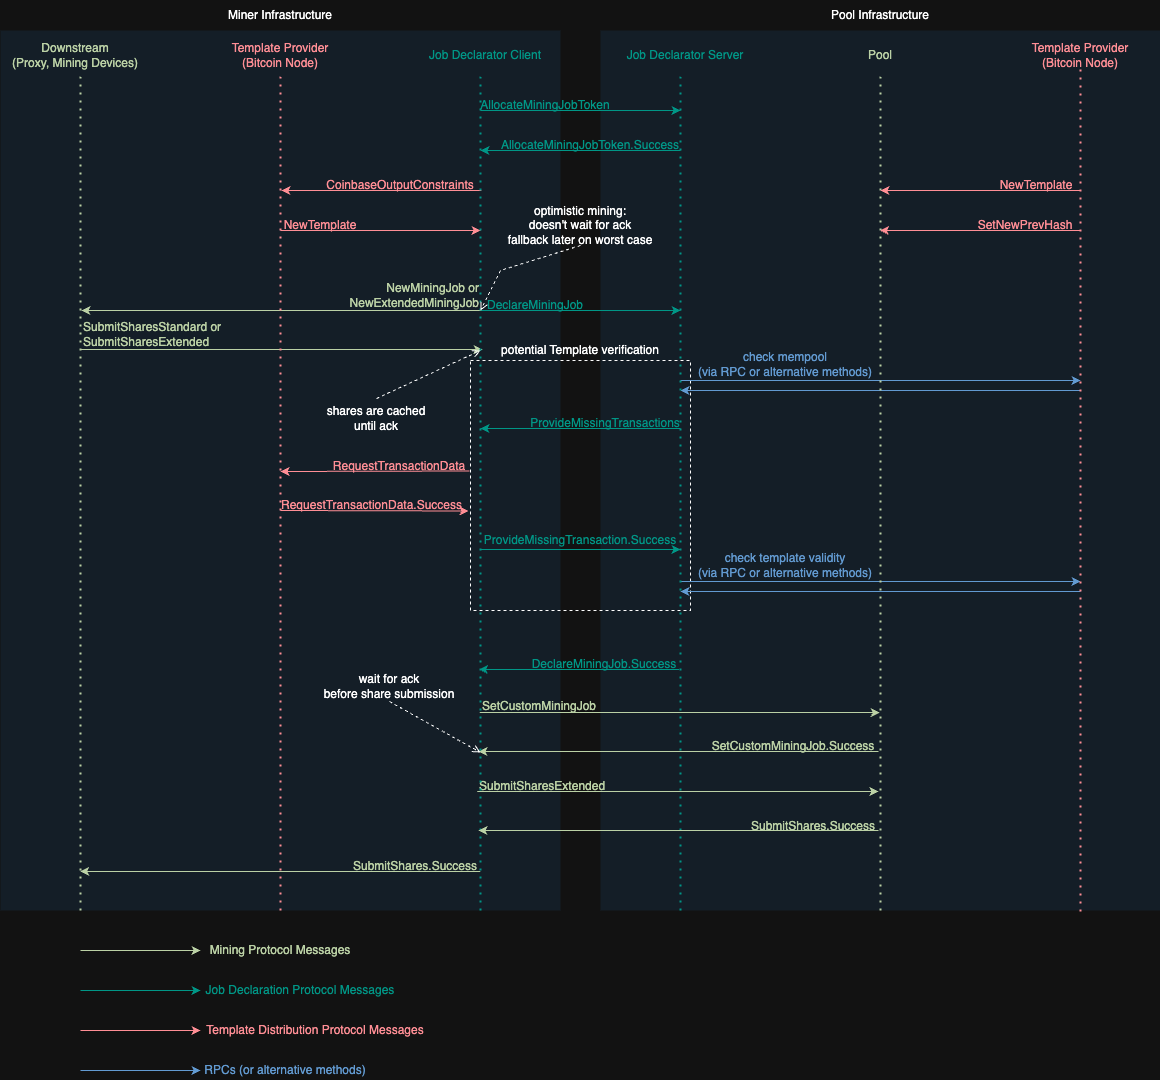 Miner Infrastructure
Pool Infrastructure
Downstream
(Proxy, Mining Devices)
Template Provider
(Bitcoin Node)
Job Declarator Client
Job Declarator Server
Pool
Template Provider
(Bitcoin Node)
AllocateMiningJobToken
AllocateMiningJobToken.Success
CoinbaseOutputConstraints
NewTemplate
NewTemplate
SetNewPrevHash
optimistic mining:
doesn't wait for ack
fallback later on worst case
NewMiningJob or
NewExtendedMiningJob
DeclareMiningJob
SubmitSharesStandard or
SubmitSharesExtended
potential Template verification
check mempool
(via RPC or alternative methods)
shares are cached
until ack
ProvideMissingTransactions
RequestTransactionData
RequestTransactionData.Success
ProvideMissingTransaction.Success
check template validity
(via RPC or alternative methods)
DeclareMiningJob.Success
wait for ack
before share submission
SetCustomMiningJob
SetCustomMiningJob.Success
SubmitSharesExtended
SubmitShares.Success
SubmitShares.Success
Mining Protocol Messages
Job Declaration Protocol Messages
Template Distribution Protocol Messages
RPCs (or alternative methods)